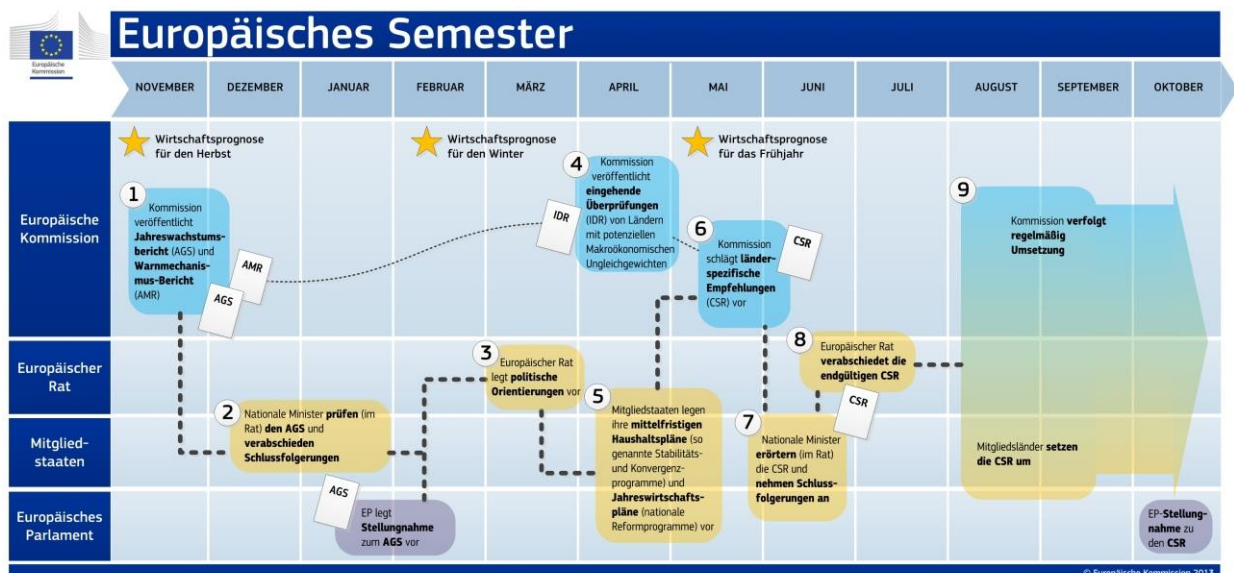 Europäische
Kommission
Europäisches Semester
NOVEMBER
DEZEMBER
JANUAR
FEBRUAR
MÄRZ
APRIL
MAI
JUNI
JULI
AUGUST
SEPTEMBER
OKTOBER
Europäische
Kommission
Wirtschaftsprognose
für den Herbst
Wirtschaftsprognose
für den Winter
Wirtschaftsprognose
für das Frühjahr
1
Kommission
veröffentlicht
Jahreswachstums-
bericht (AGS) und
Warnmechanis-
mus-Bericht
(AMR)
AMR
AGS
IDR
4
Kommission
veröffentlicht
eingehende
Überprüfungen
(IDR) von Ländern
mit potenziellen
Makroökonomischen
Ungleichgewichten
6
Kommission
schlägt länder-
spezifische
Empfehlungen
(CSR) vor
CSR
9
Kommission verfolgt
regelmäßig
Umsetzung
Europäischer
Rat
3
Europäischer Rat
legt politische
Orientierungen vor
8
Europäischer Rat
verabschiedet die
endgültigen CSR
CSR
Mitglied-
staaten
2
Nationale Minister prüfen (im
Rat) den AGS und
verabschieden
Schlussfolgerungen
5
Mitgliedstaaten legen
ihre mittelfristigen
Haushaltspläne (so
genannte Stabilitäts-
und Konvergenz-
programme) und
Jahreswirtschafts-
pläne (nationale
Reformprogramme) vor
7
Nationale Minister
erörtern (im Rat)
die CSR und
nehmen Schluss-
folgerungen an
Mitgliedsländer setzen
die CSR um
Europäisches
Parlament
AGS
EP legt
Stellungnahme
zum AGS vor
EP-Stellung-
nahme zu
den CSR
© Europäische Kommission 2013